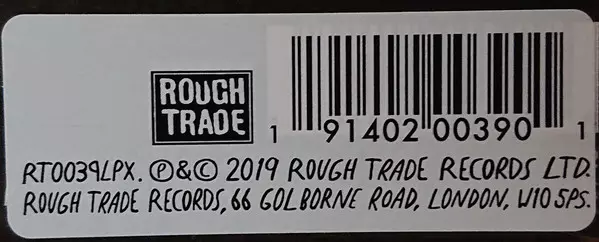 ROUGH
TRADE
1 91402 00390 1
RT0039LPX. ℗&© 2019 ROUGH TRADE RECORDS LTD.
ROUGH TRADE RECORDS, 66 GOLBORNE ROAD, LONDON, W10 5PS.